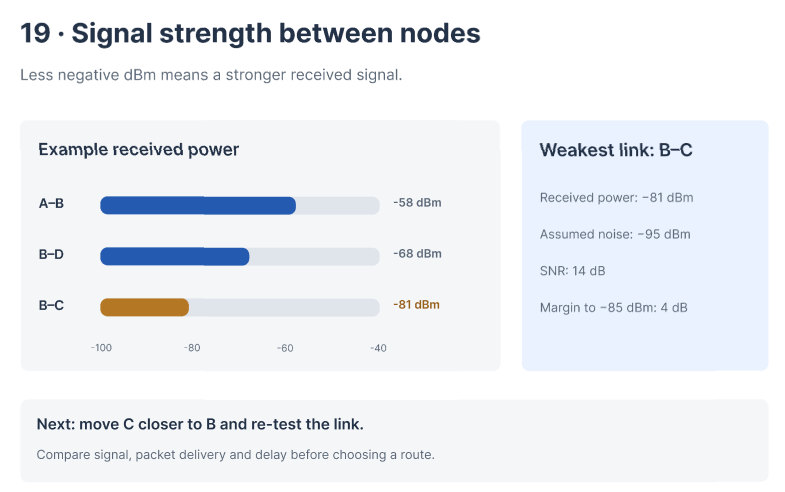 19 · Signal strength between nodes
Less negative dBm means a stronger received signal.
Example received power
A–B
-58 dBm
B–D
-68 dBm
B–C
-81 dBm
-100
-80
-60
-40
Weakest link: B–C
Received power: −81 dBm
Assumed noise: −95 dBm
SNR: 14 dB
Margin to −85 dBm: 4 dB
Next: move C closer to B and re-test the link.
Compare signal, packet delivery and delay before choosing a route.